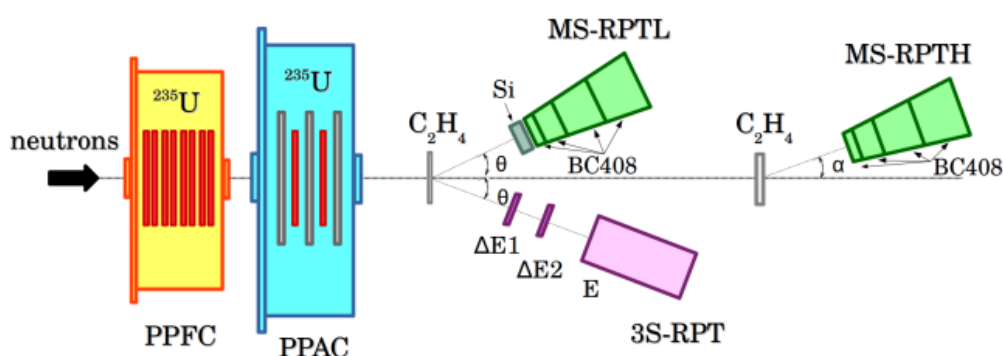 neutrons
²³⁵U
PPFC
²³⁵U
PPAC
C₂H₄
θ
θ
Si
MS-RPTL
BC408
ΔE1
ΔE2
E
3S-RPT
C₂H₄
α
MS-RPTH
BC408